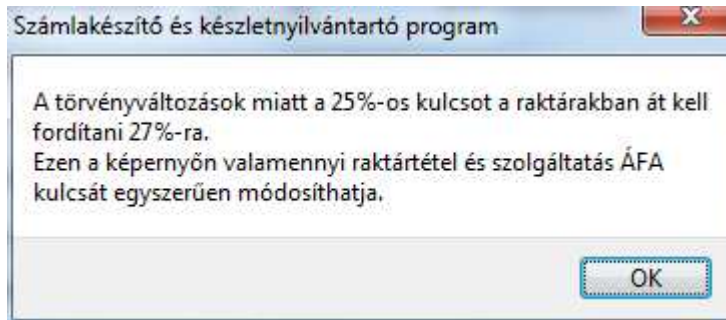 Számlakészítő és készletnyilvántartó program
A törvényváltozások miatt a 25%-os kulcsot a raktárakban át kell
fordítani 27%-ra.
Ezen a képernyőn valamennyi raktártétel és szolgáltatás ÁFA
kulcsát egyszerűen módosíthatja.
OK